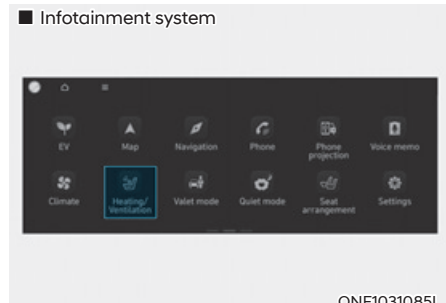 ■ Infotainment system
EV
Map
Navigation
Phone
Phone
projection
Voice memo
Climate
Heating/
Ventilation
Valet mode
Quiet mode
Seat
arrangement
Settings